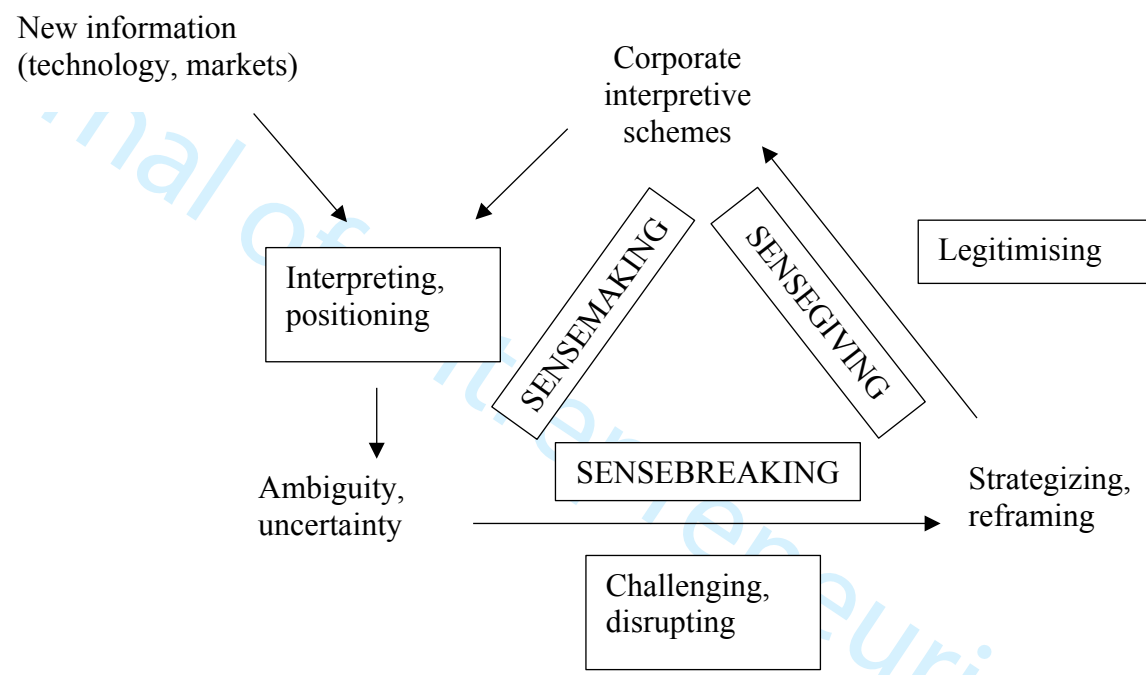 New information
(technology, markets)
Corporate
interpretive
schemes
Interpreting,
positioning
SENSEMAKING
SENSEGIVING
Legitimising
Ambiguity,
uncertainty
SENSEBREAKING
Strategizing,
reframing
Challenging,
disrupting